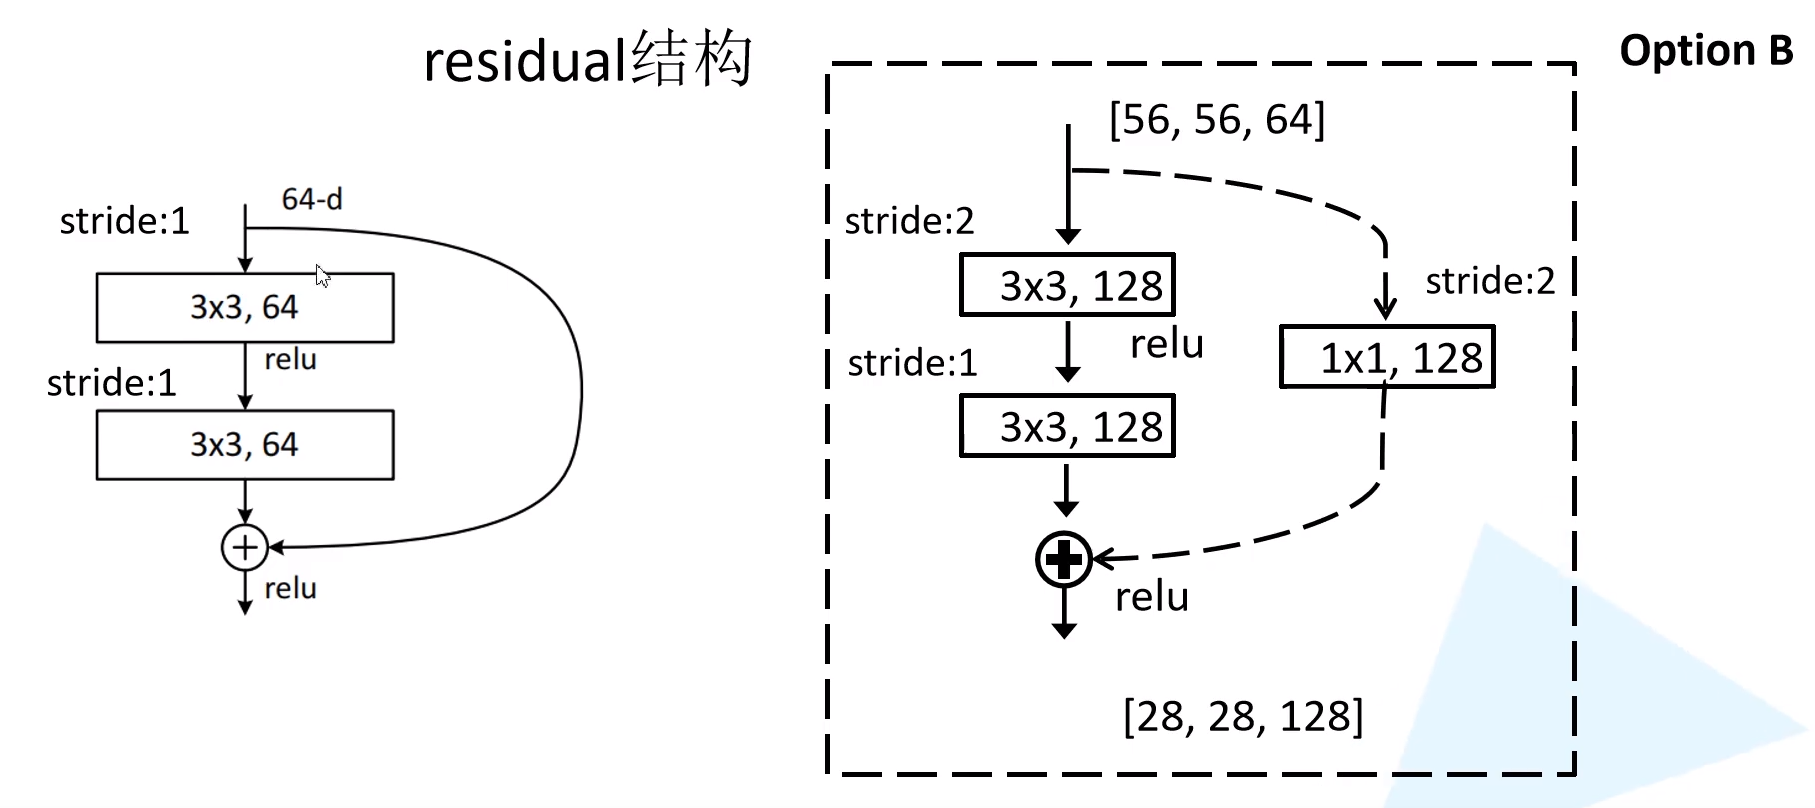 residual结构
Option B
64-d
stride:1
3x3, 64
relu
stride:1
3x3, 64
relu
[56, 56, 64]
stride:2
3x3, 128
stride:2
relu
1x1, 128
stride:1
3x3, 128
relu
[28, 28, 128]